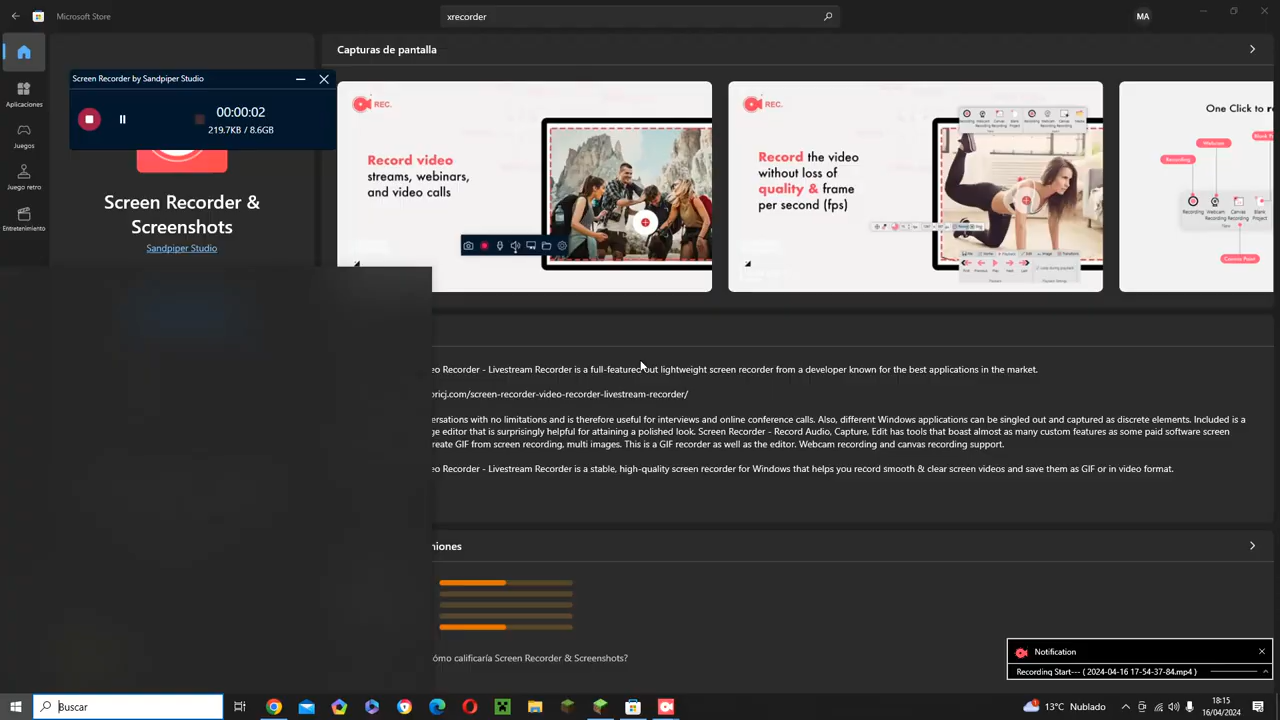 Microsoft Store
xrecorder
MA
Capturas de pantalla
Screen Recorder by Sandpiper Studio
00:00:02
219.7KB / 8.6GB
Aplicaciones
Juegos
Juego retro
Entretenimiento
Screen Recorder &
Screenshots
Sandpiper Studio
REC.
Record video
streams, webinars,
and video calls
REC.
Record the video
without loss of
quality & frame
per second (fps)
One Click to r
Recording
Webcam
eo Recorder - Livestream Recorder is a full-featured but lightweight screen recorder from a developer known for the best applications in the market.
oricj.com/screen-recorder-video-recorder-livestream-recorder/
ersations with no limitations and is therefore useful for interviews and online conference calls. Also, different Windows applications can be singled out and captured as discrete elements. Included is a
ge editor that is surprisingly helpful for attaining a polished look. Screen Recorder - Record Audio, Capture, Edit has tools that boast almost as many custom features as some paid software screen
create GIF from screen recording, multi images. This is a GIF recorder as well as the editor. Webcam recording and canvas recording support.
eo Recorder - Livestream Recorder is a stable, high-quality screen recorder for Windows that helps you record smooth & clear screen videos and save them as GIF or in video format.
niones
ómo calificaría Screen Recorder & Screenshots?
Notification
Recording Start--- ( 2024-04-16 17-54-37-84.mp4 )
Buscar
13°C Nublado
18:15
16/04/2024